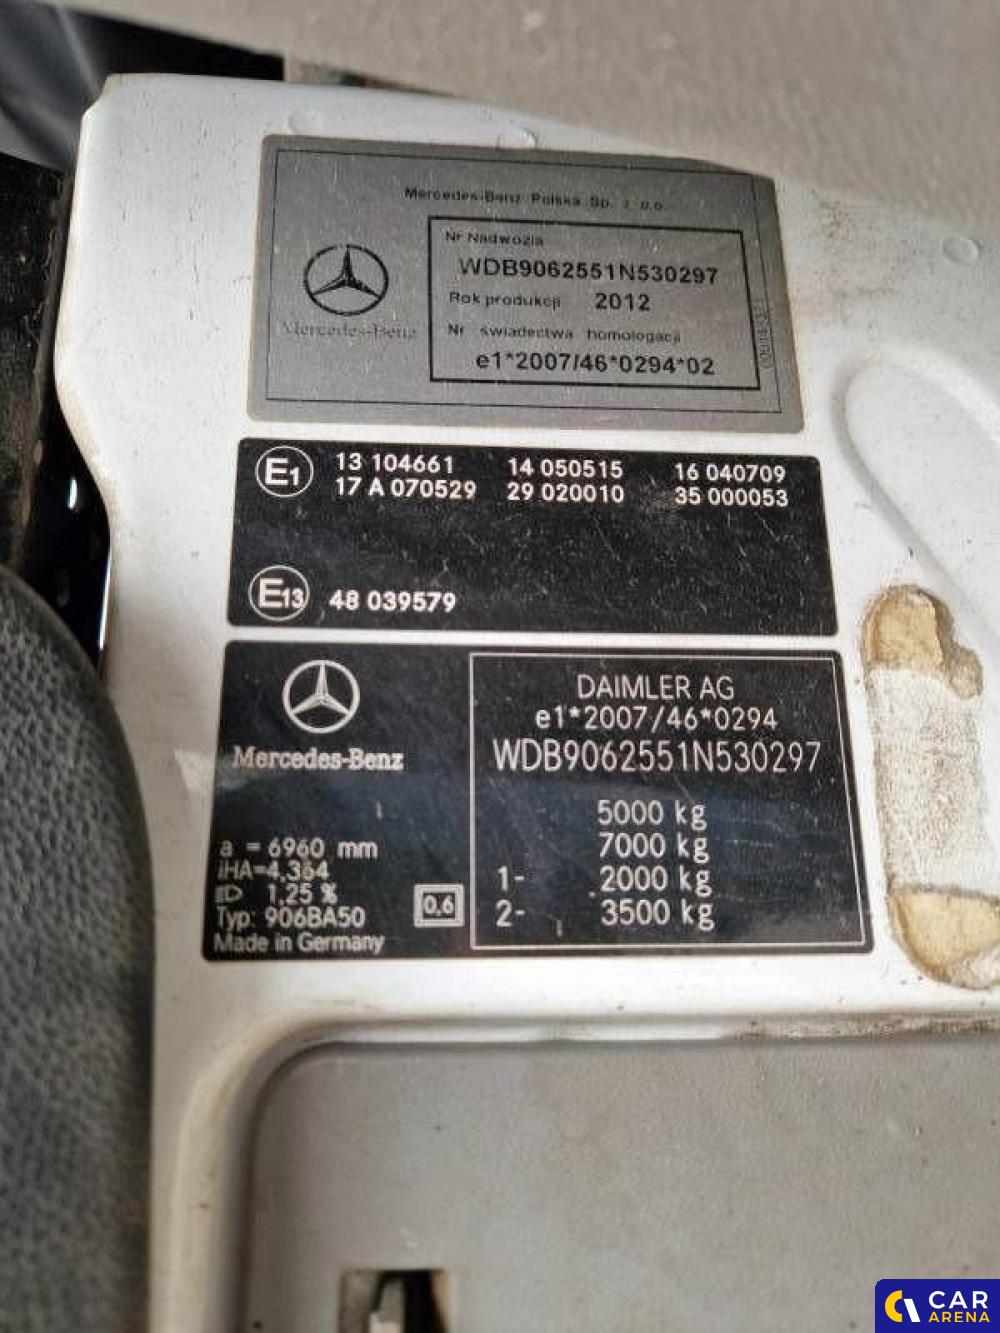 Mercedes-Benz Polska Sp. z o.o.
Nr Nadwozia
WDB9062551N530297
Rok produkcji 2012
Nr świadectwa homologacji
e1*2007/46*0294*02
Mercedes-Benz
E1 13 104661 14 050515 16 040709
17 A 070529 29 020010 35 000053
E13 48 039579
Mercedes-Benz
DAIMLER AG
e1*2007/46*0294
WDB9062551N530297
5000 kg
7000 kg
1- 2000 kg
2- 3500 kg
a = 6960 mm
iHA=4,364
1,25 %
Typ: 906BA50
Made in Germany
0.6
CAR
ARENA